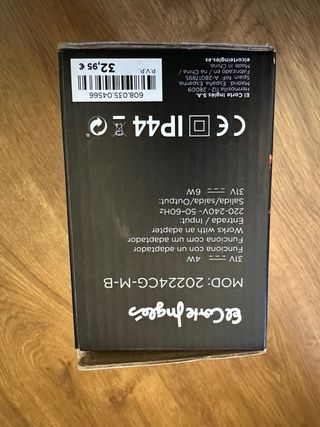 El Corte Inglés
MOD: 20224CG-M-B
31V ⎓ 4W
Funciona con un adaptador
Funciona com um adaptador
Works with an adapter
Entrada / Input:
220-240V~ 50-60Hz
Salida/saída/Output:
31V ⎓ 6W
CE IP44
El Corte Inglés S.A.
Hermosilla 112 - 28009
Madrid España Spain
NIF: A-28017895.
Fabricado en / na China /
Made in China
elcorteingles.es
608.035.04566
P.V.P.
32,95 €